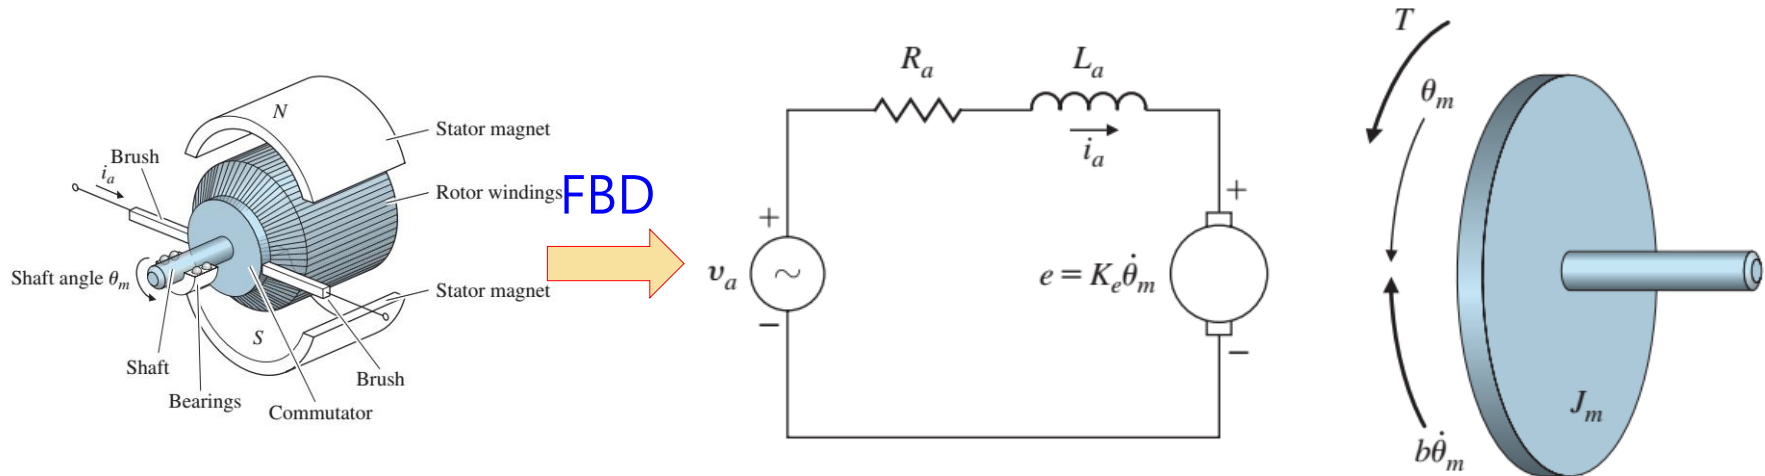 N
Stator magnet
Brush
i_a
Rotor windings
FBD
Shaft angle θ_m
Stator magnet
S
Shaft
Brush
Bearings
Commutator
R_a
L_a
i_a
+
+
v_a
~
e = K_e θ̇_m
−
−
T
θ_m
J_m
bθ̇_m